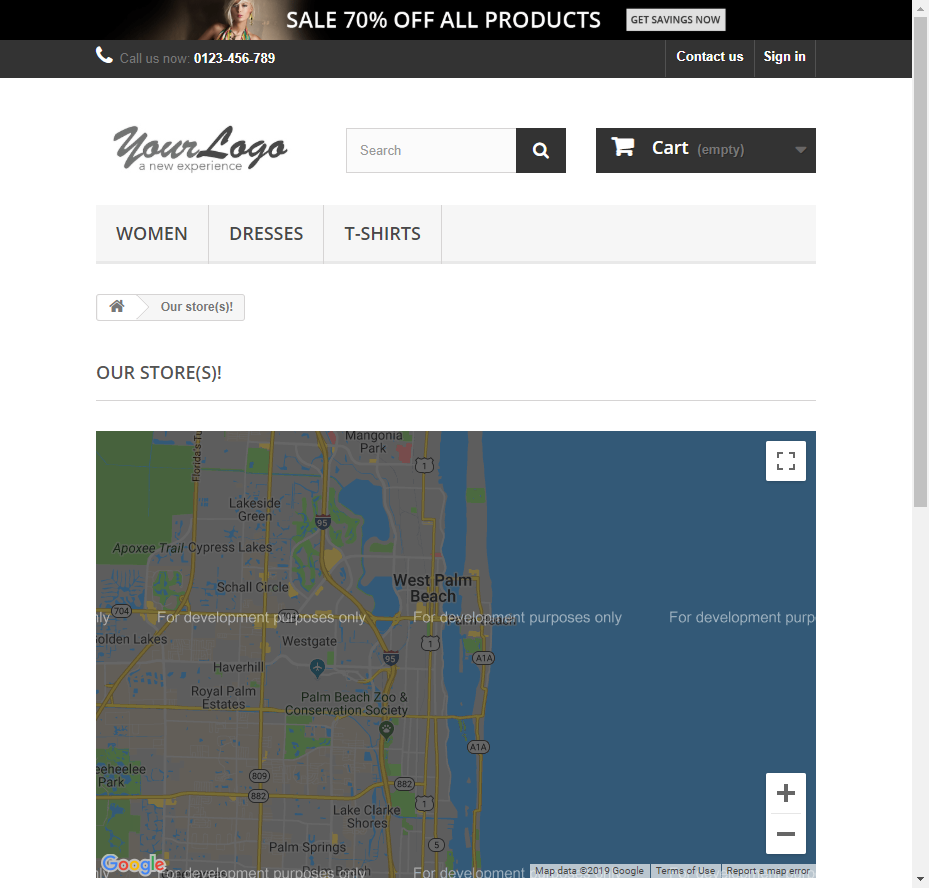 SALE 70% OFF ALL PRODUCTS GET SAVINGS NOW
Call us now: 0123-456-789 Contact us Sign in
YourLogo
a new experience
Search
Cart (empty)
WOMEN DRESSES T-SHIRTS
Our store(s)!
OUR STORE(S)!
Mangonia
Park
Florida's Tu
1
Lakeside
Green
95
Apoxee Trail Cypress Lakes
Schall Circle
West Palm
Beach
704
nly For development purposes only For development purposes only For development purp
Golden Lakes
Westgate
1
95
A1A
Haverhill
Royal Palm
Estates
Palm Beach Zoo &
Conservation Society
A1A
eeheelee
Park
809
882
882
1
Lake Clarke
Shores
5
Palm Springs
Google
nly For development purposes only For development
Map data ©2019 Google Terms of Use Report a map error